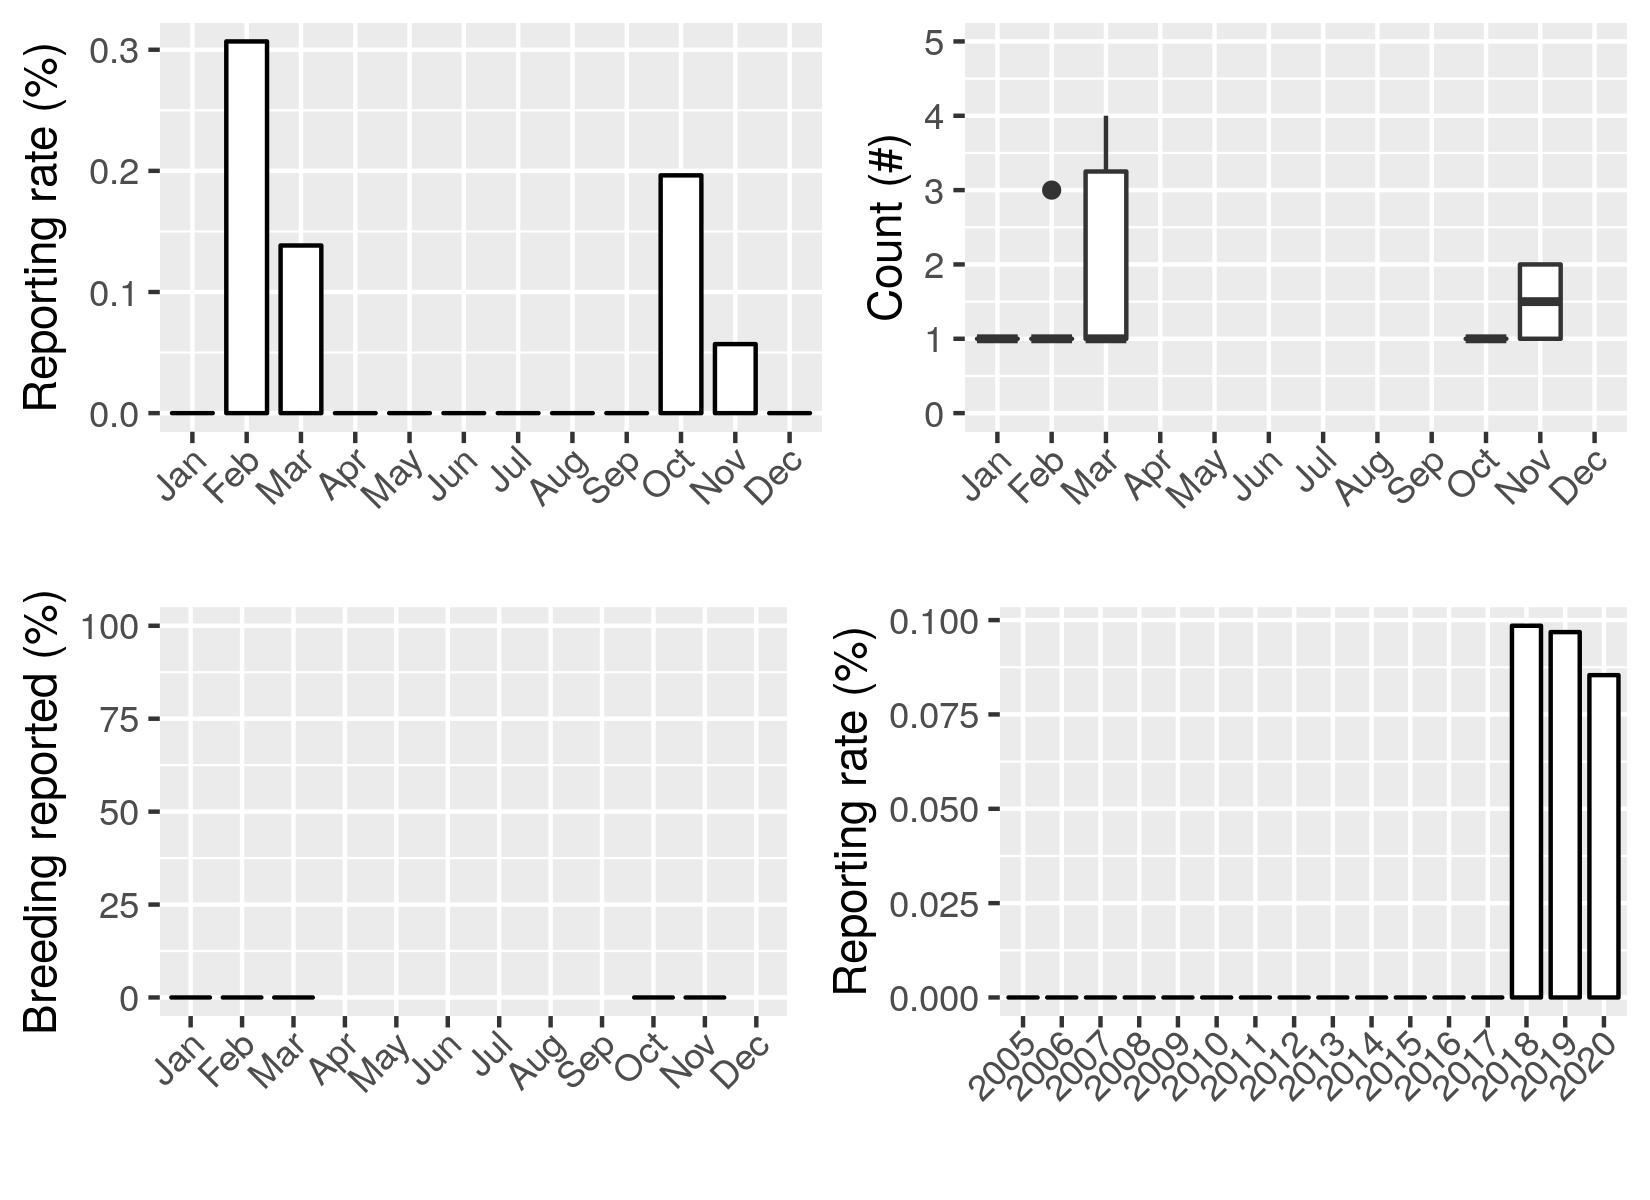 Reporting rate (%)
0.3
0.2
0.1
0.0
Jan Feb Mar Apr May Jun Jul Aug Sep Oct Nov Dec
Count (#)
5
4
3
2
1
0
Jan Feb Mar Apr May Jun Jul Aug Sep Oct Nov Dec
Breeding reported (%)
100
75
50
25
0
Jan Feb Mar Apr May Jun Jul Aug Sep Oct Nov Dec
Reporting rate (%)
0.100
0.075
0.050
0.025
0.000
2005 2006 2007 2008 2009 2010 2011 2012 2013 2014 2015 2016 2017 2018 2019 2020